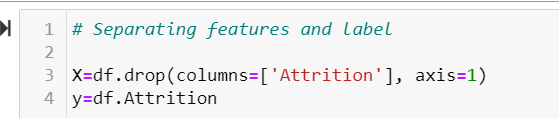 1 # Separating features and label
2
3 X=df.drop(columns=['Attrition'], axis=1)
4 y=df.Attrition